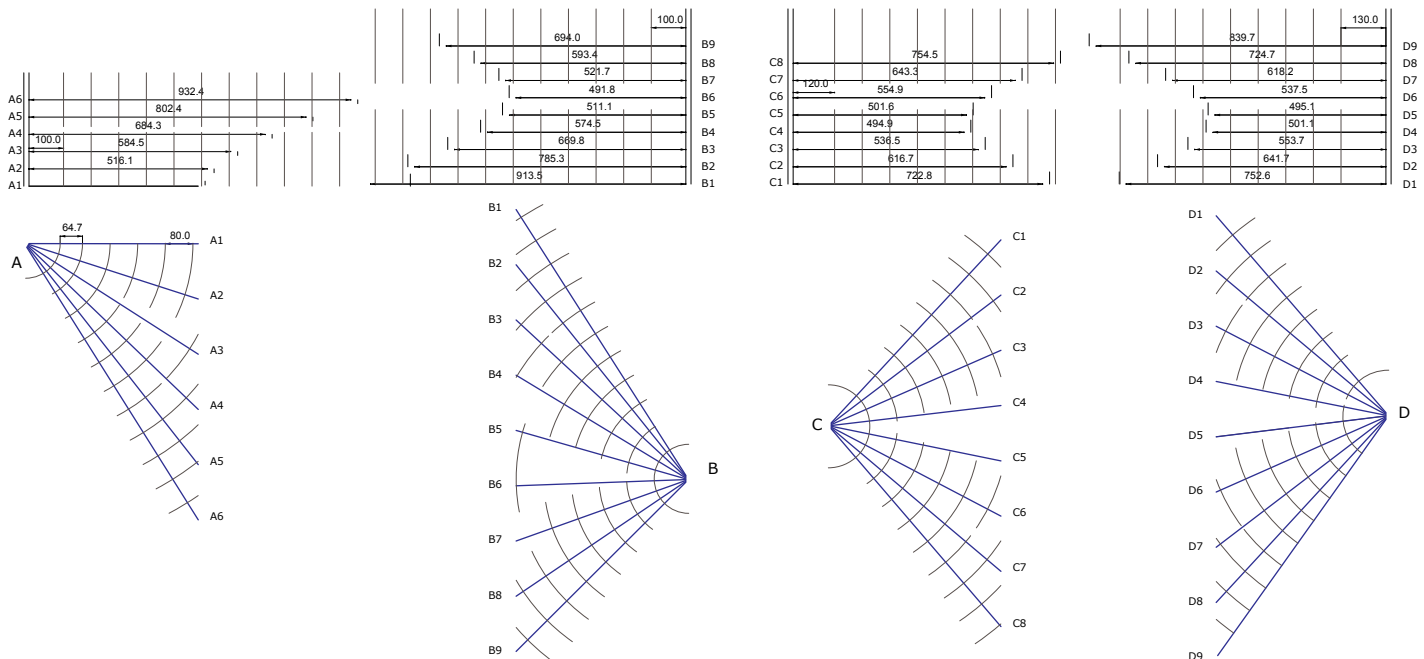 A6 932.4
A5 802.4
A4 684.3
100.0
A3 584.5
A2 516.1
A1
100.0
694.0 B9
593.4 B8
521.7 B7
491.8 B6
511.1 B5
574.5 B4
669.8 B3
785.3 B2
913.5 B1
C8 754.5
C7 643.3
120.0
C6 554.9
C5 501.6
C4 494.9
C3 536.5
C2 616.7
C1 722.8
130.0
839.7 D9
724.7 D8
618.2 D7
537.5 D6
495.1 D5
501.1 D4
553.7 D3
641.7 D2
752.6 D1
64.7
80.0
A
A1
A2
A3
A4
A5
A6
B1
B2
B3
B4
B5
B
B6
B7
B8
B9
C1
C2
C3
C4
C
C5
C6
C7
C8
D1
D2
D3
D4
D
D5
D6
D7
D8
D9